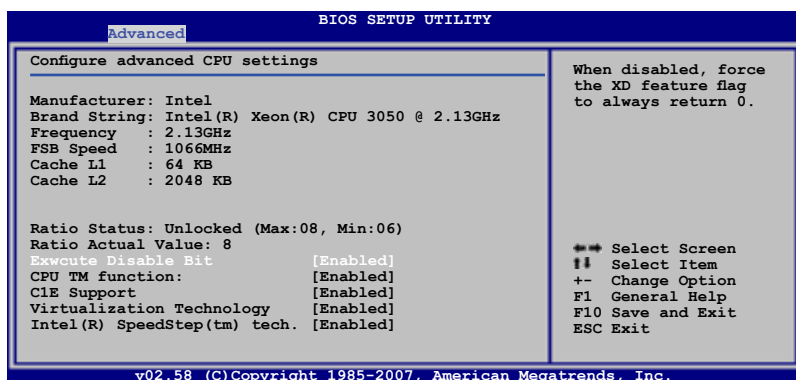 BIOS SETUP UTILITY
Advanced
Configure advanced CPU settings
Manufacturer: Intel
Brand String: Intel(R) Xeon(R) CPU 3050 @ 2.13GHz
Frequency : 2.13GHz
FSB Speed : 1066MHz
Cache L1 : 64 KB
Cache L2 : 2048 KB
Ratio Status: Unlocked (Max:08, Min:06)
Ratio Actual Value: 8
Exwcute Disable Bit [Enabled]
CPU TM function: [Enabled]
C1E Support [Enabled]
Virtualization Technology [Enabled]
Intel(R) SpeedStep(tm) tech. [Enabled]
When disabled, force
the XD feature flag
to always return 0.
Select Screen
Select Item
+- Change Option
F1 General Help
F10 Save and Exit
ESC Exit
v02.58 (C)Copyright 1985-2007, American Megatrends, Inc.